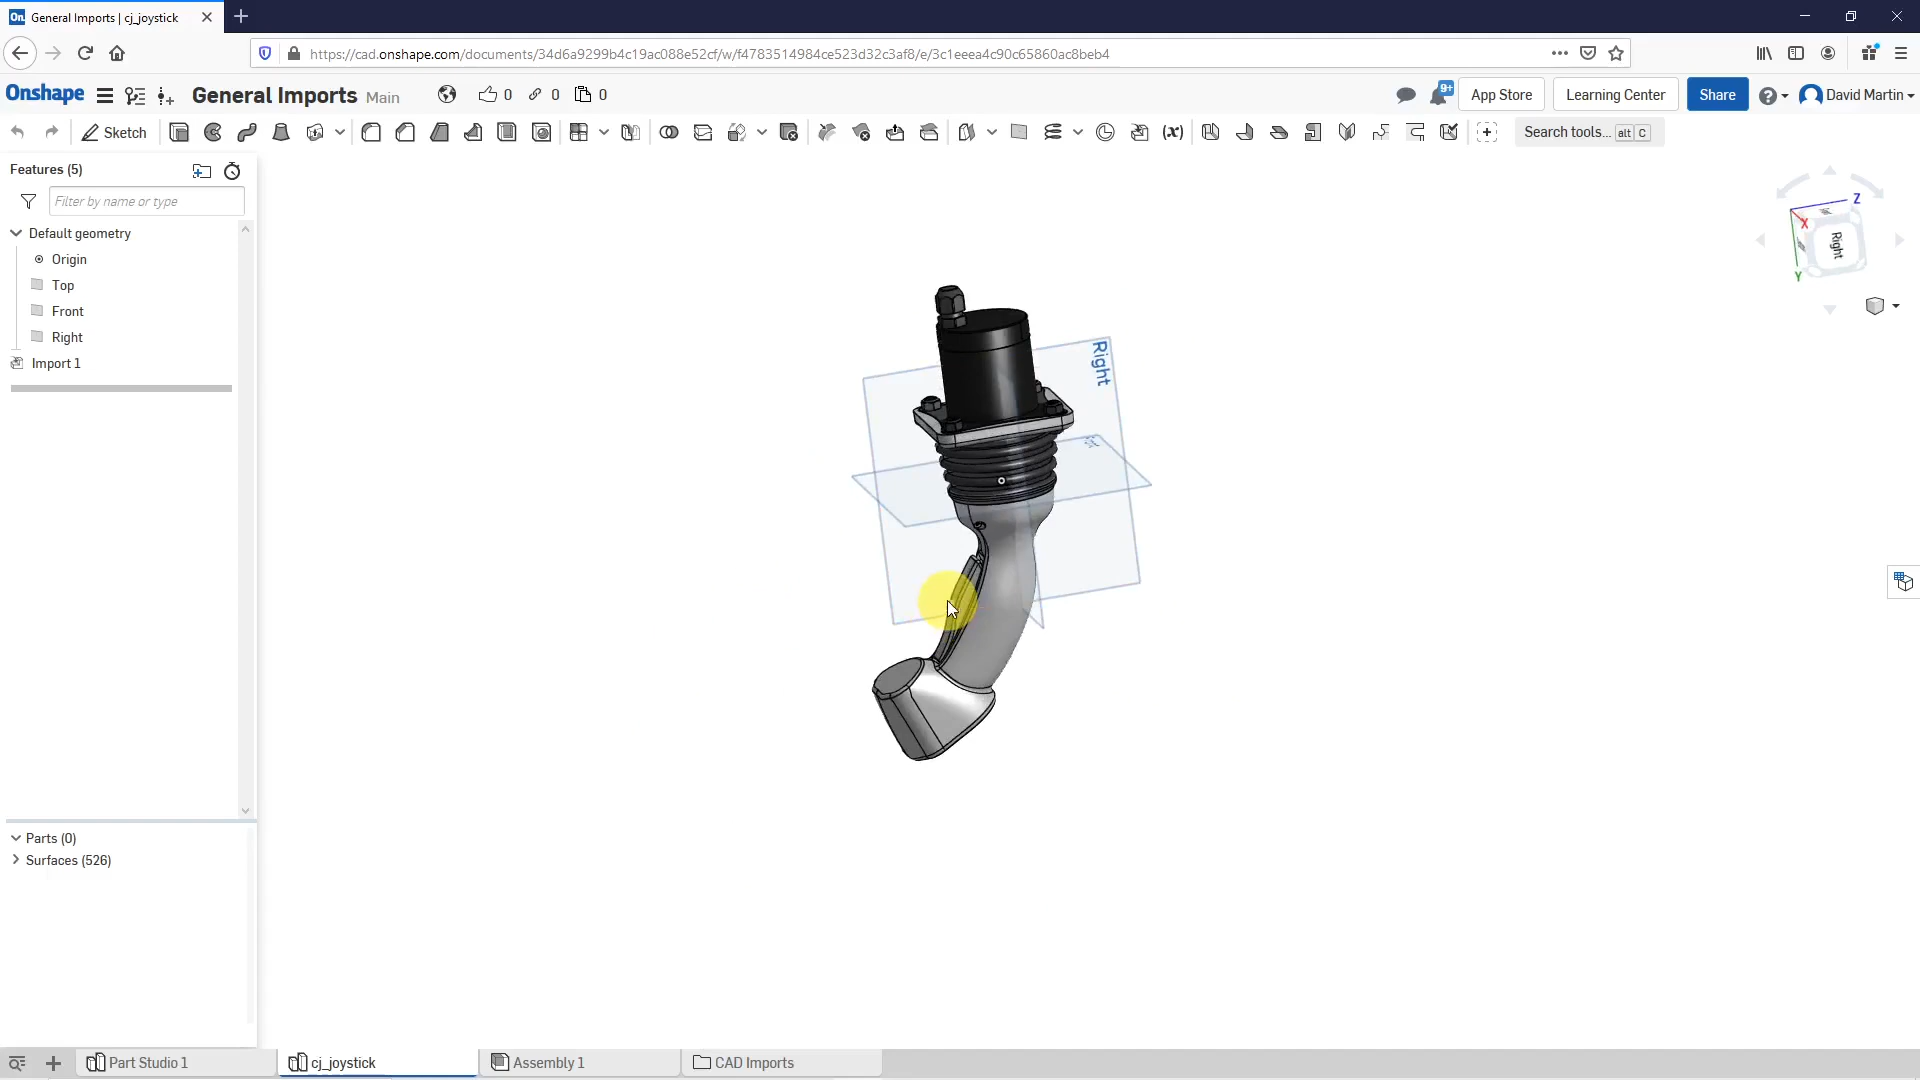 General Imports | cj_joystick
https://cad.onshape.com/documents/34d6a9299b4c19ac088e52cf/w/f4783514984ce523d32c3af8/e/3c1eeea4c90c65860ac8beb4
Onshape
General Imports Main
0
0
0
9+
App Store
Learning Center
Share
David Martin
Sketch
(x)
Search tools... alt C
Features (5)
Filter by name or type
Default geometry
Origin
Top
Front
Right
Import 1
Z
X
Right
Y
Right
Parts (0)
Surfaces (526)
Part Studio 1
cj_joystick
Assembly 1
CAD Imports